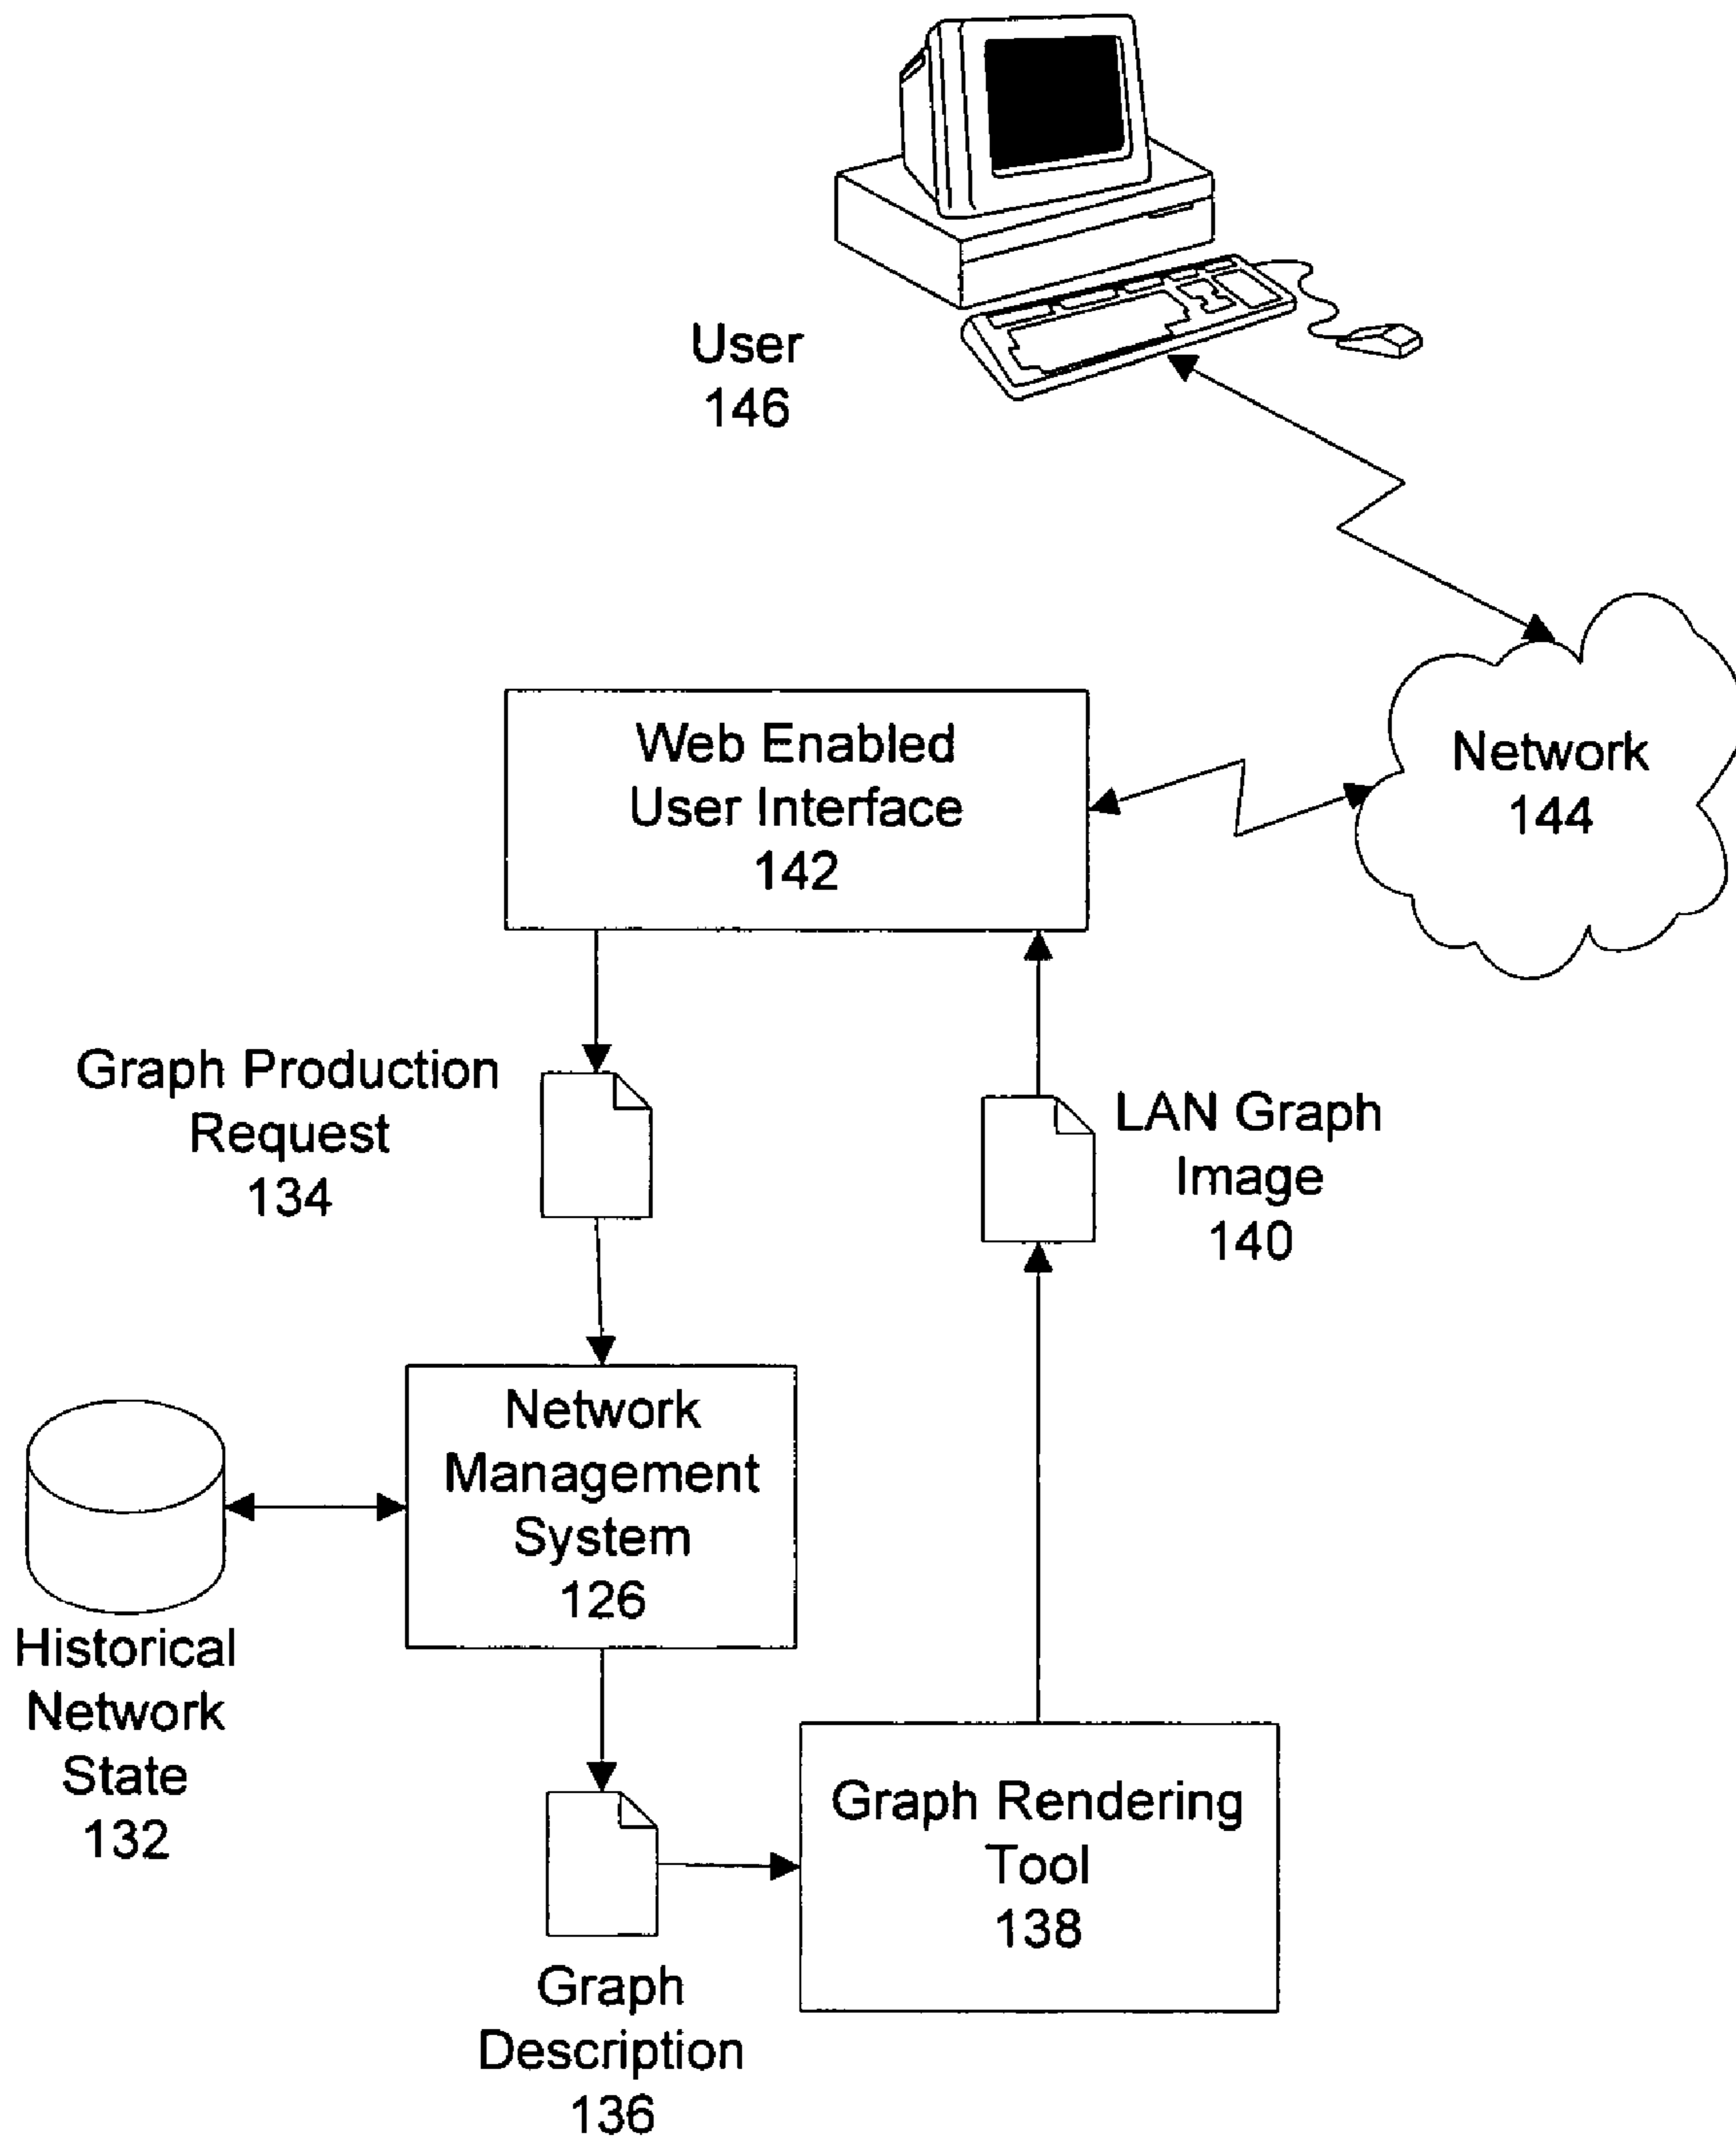 User
146
Web Enabled
User Interface
142
Network
144
Graph Production
Request
134
LAN Graph
Image
140
Network
Management
System
126
Historical
Network
State
132
Graph Rendering
Tool
138
Graph
Description
136